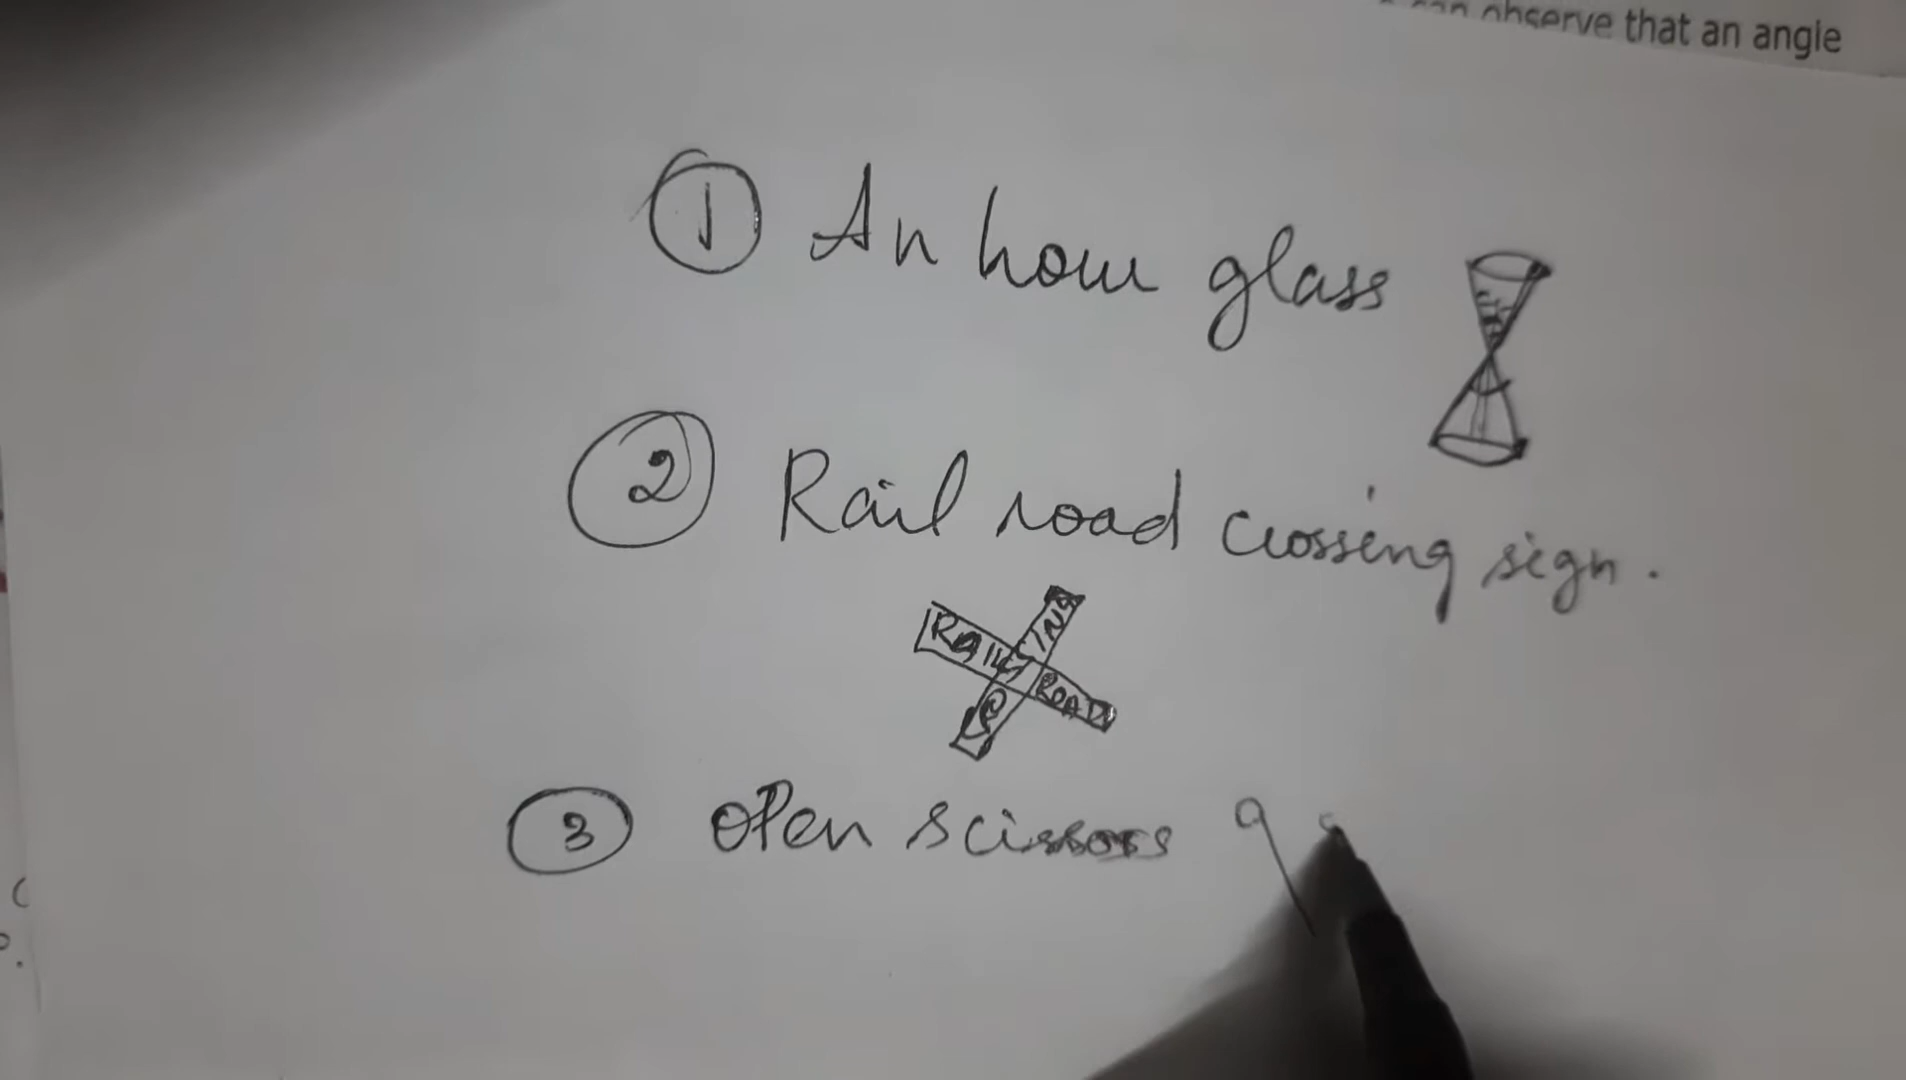 observe that an angle
① An hour glass
② Rail road crossing sign.
RAIL ROAD
③ open scissors